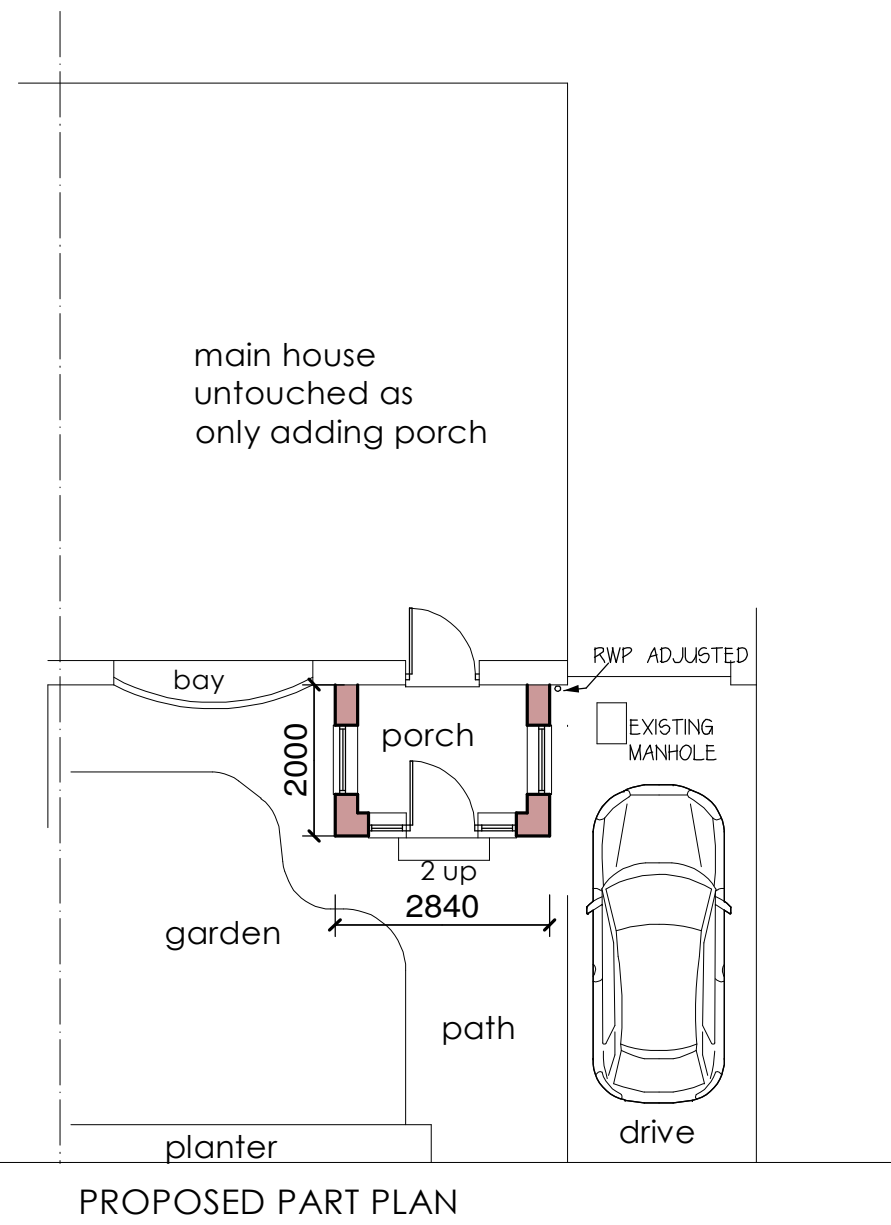 main house
untouched as
only adding porch
RWP ADJUSTED
bay
EXISTING
MANHOLE
porch
2000
2 up
2840
garden
path
drive
planter
PROPOSED PART PLAN